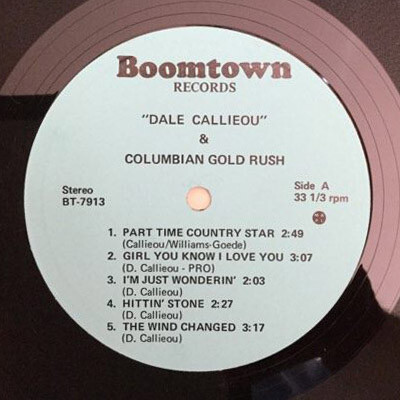 Boomtown
RECORDS
"DALE CALLIEOU"
&
COLUMBIAN GOLD RUSH
Stereo
BT-7913
Side A
33 1/3 rpm
1. PART TIME COUNTRY STAR 2:49
(Callieou/Williams-Goede)
2. GIRL YOU KNOW I LOVE YOU 3:07
(D. Callieou - PRO)
3. I'M JUST WONDERIN' 2:03
(D. Callieou)
4. HITTIN' STONE 2:27
(D. Callieou)
5. THE WIND CHANGED 3:17
(D. Callieou)